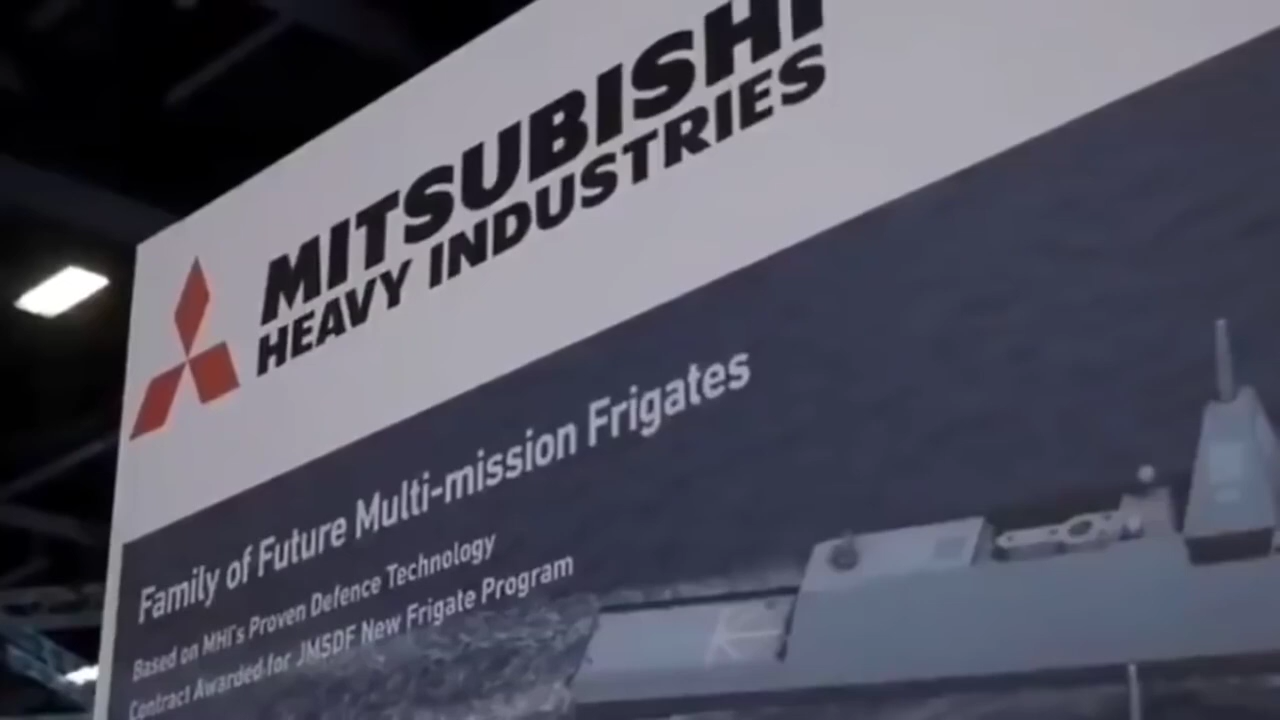 MITSUBISHI
HEAVY INDUSTRIES
Family of Future Multi-mission Frigates
Based on MHI's Proven Defence Technology
Contract Awarded for JMSDF New Frigate Program